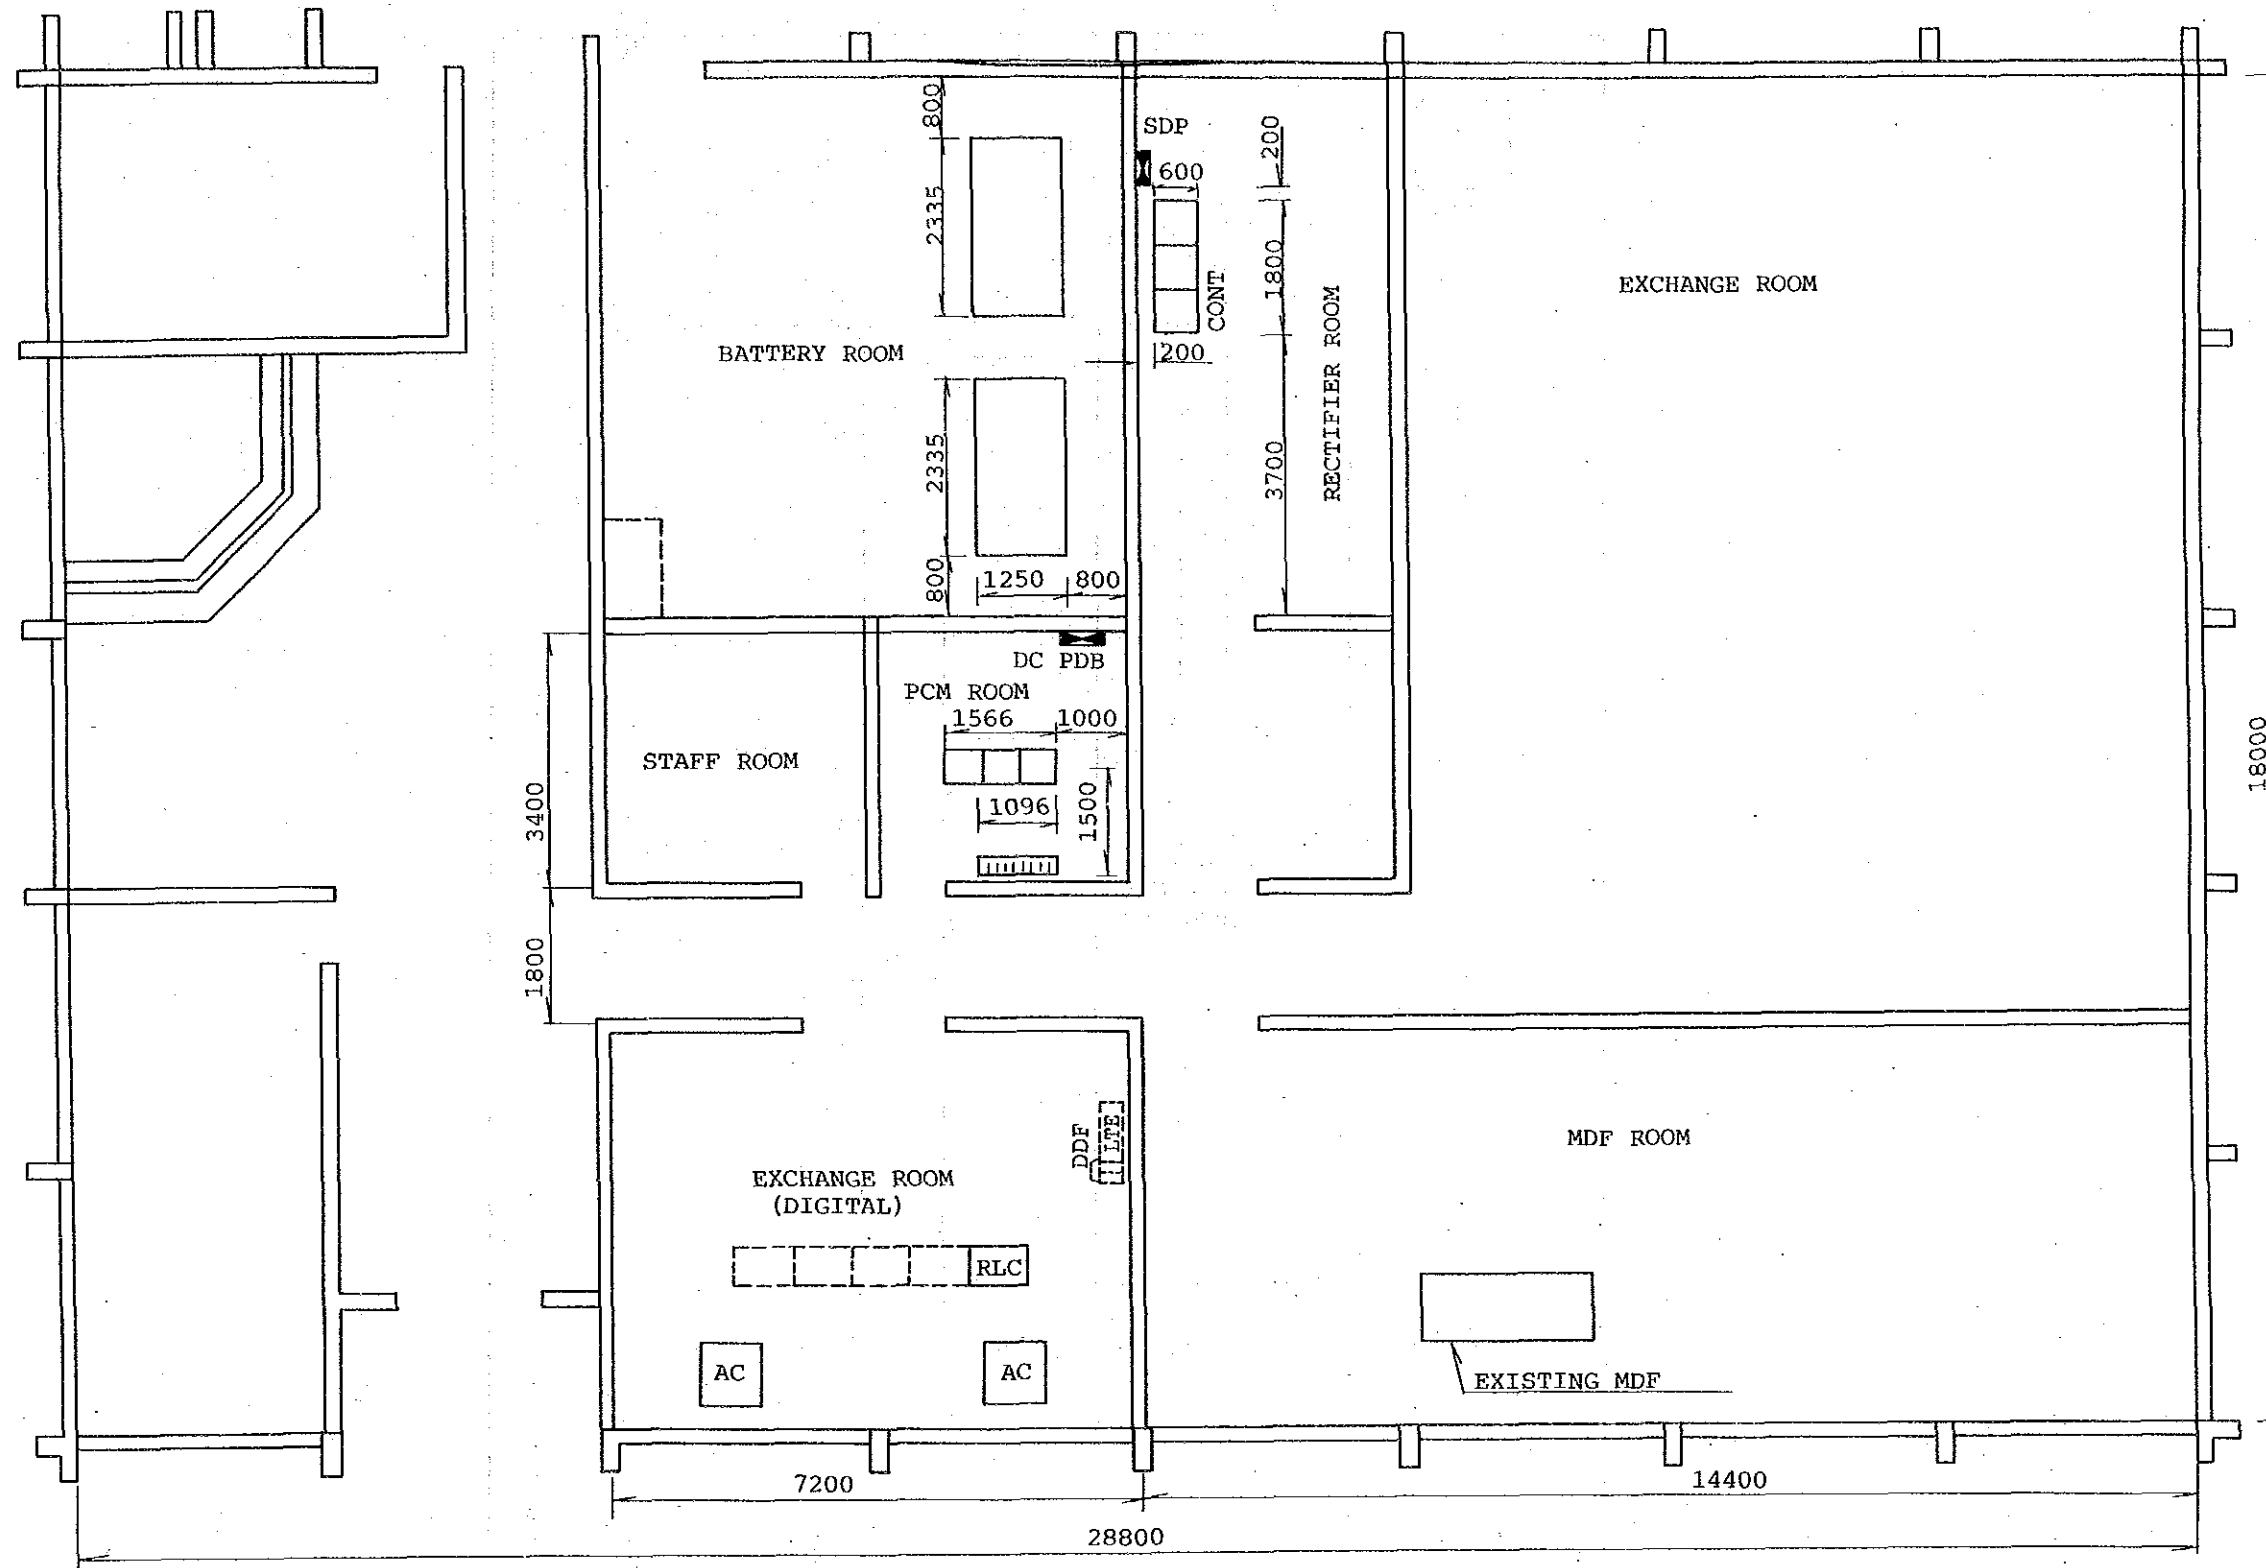 800
SDP
200
600
2335
1800
CONT
EXCHANGE ROOM
BATTERY ROOM
200
RECTIFIER ROOM
2335
3700
800
1250
800
DC PDB
PCM ROOM
1566
1000
STAFF ROOM
18000
3400
1096
1500
1800
DDF
LTE
MDF ROOM
EXCHANGE ROOM
(DIGITAL)
RLC
AC
AC
EXISTING MDF
7200
14400
28800